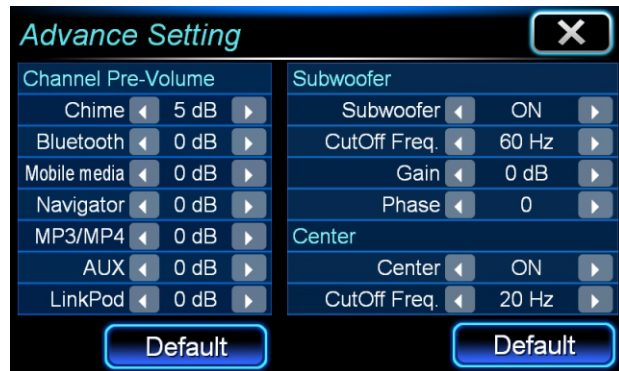 Advance Setting
X
Channel Pre-Volume
Chime 5 dB
Bluetooth 0 dB
Mobile media 0 dB
Navigator 0 dB
MP3/MP4 0 dB
AUX 0 dB
LinkPod 0 dB
Default
Subwoofer
Subwoofer ON
CutOff Freq. 60 Hz
Gain 0 dB
Phase 0
Center
Center ON
CutOff Freq. 20 Hz
Default